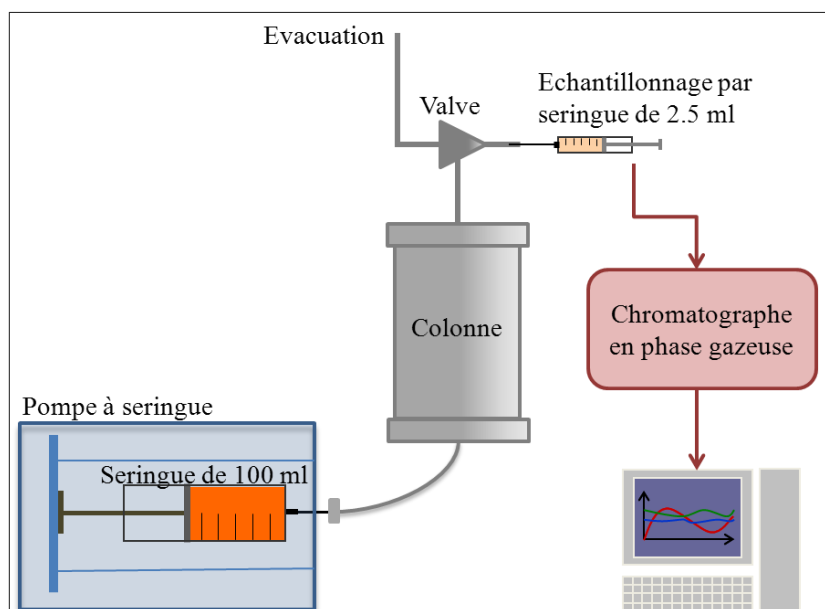 Evacuation
Echantillonnage par
seringue de 2.5 ml
Valve
Colonne
Chromatographe
en phase gazeuse
Pompe à seringue
Seringue de 100 ml